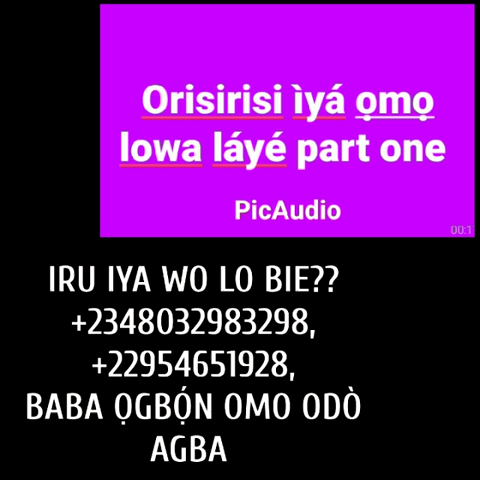 Orisirisi ìyá ọmọ
lowa láyé part one
PicAudio
00:1
IRU IYA WO LO BIE??
+2348032983298,
+22954651928,
BABA ỌGBỌ́N OMO ODÒ
AGBA